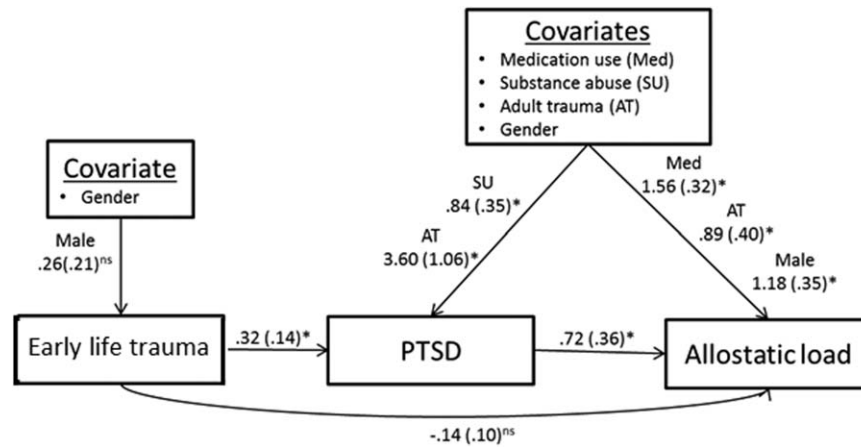 Covariates
• Medication use (Med)
• Substance abuse (SU)
• Adult trauma (AT)
• Gender
Covariate
• Gender
Male
.26(.21)ns
SU
.84 (.35)*
AT
3.60 (1.06)*
Med
1.56 (.32)*
AT
.89 (.40)*
Male
1.18 (.35)*
Early life trauma
.32 (.14)*
PTSD
.72 (.36)*
Allostatic load
-.14 (.10)ns